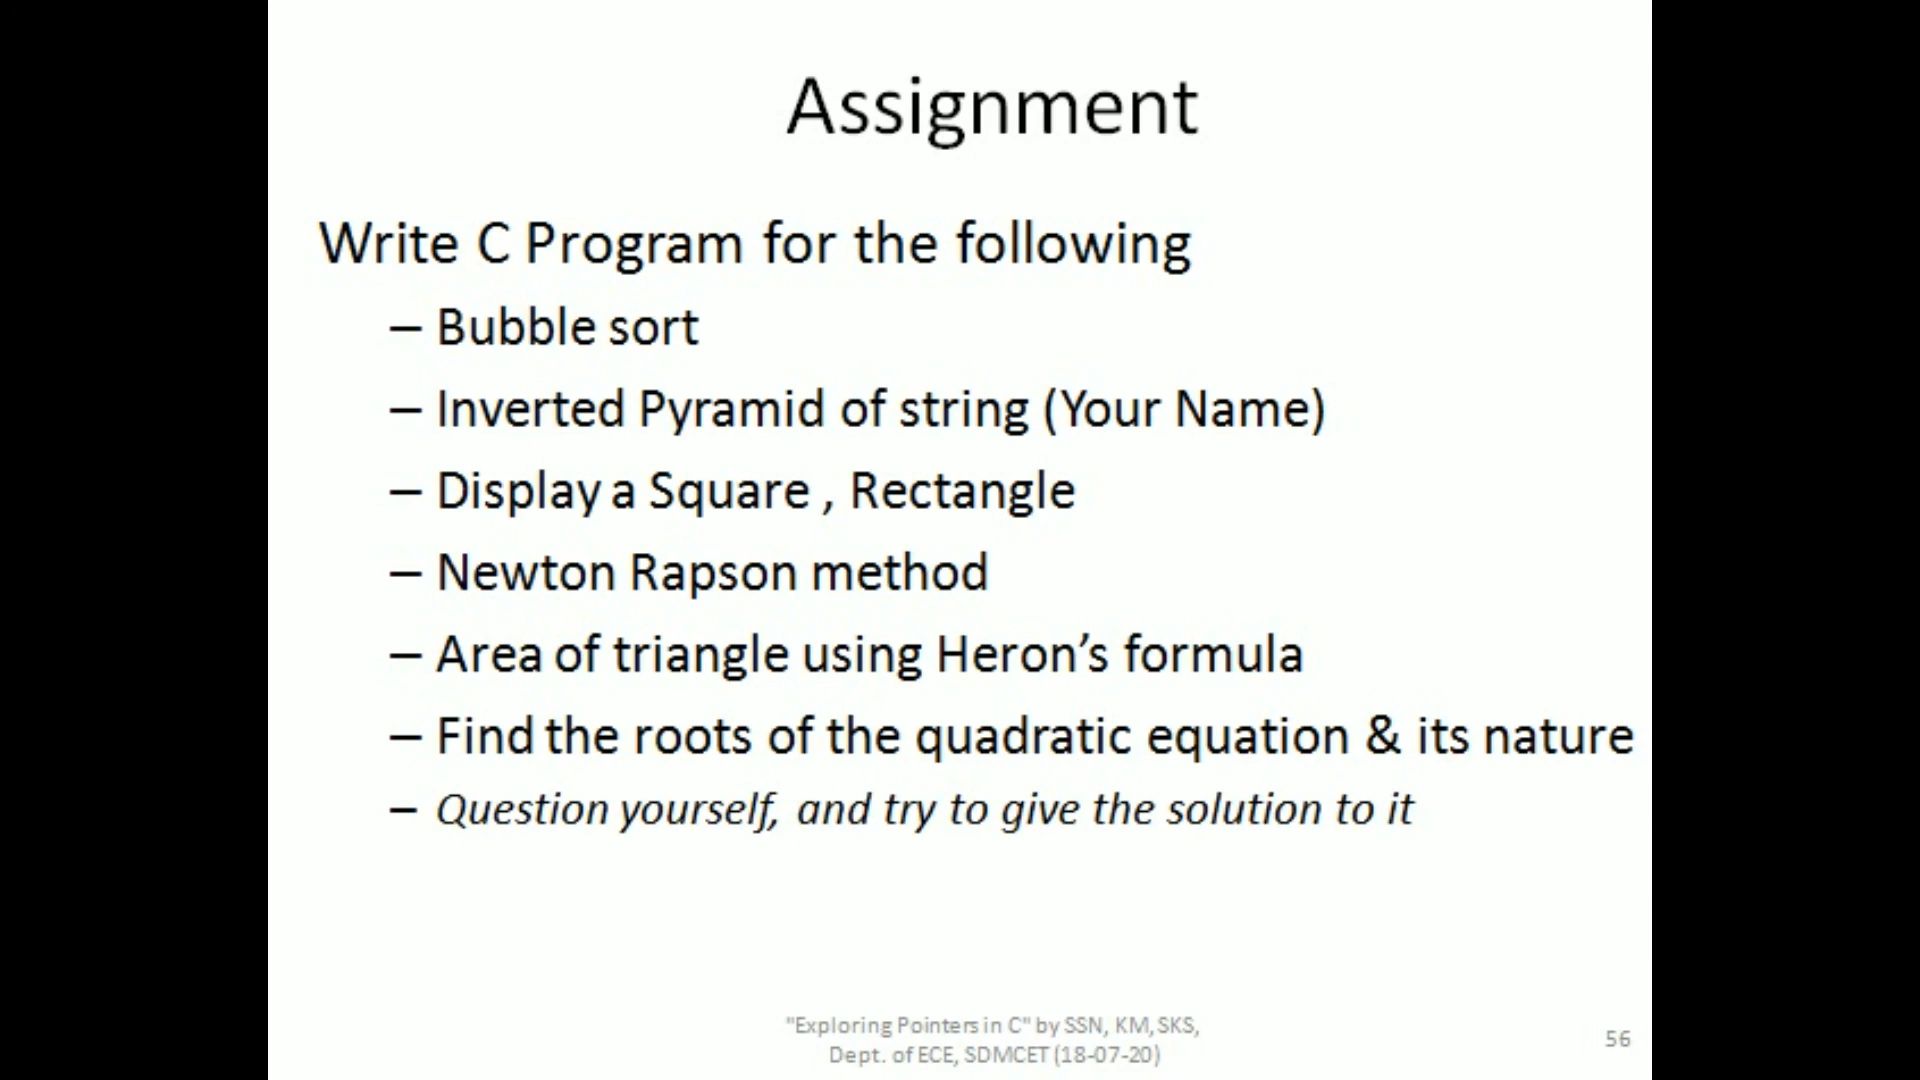 Assignment
Write C Program for the following
– Bubble sort
– Inverted Pyramid of string (Your Name)
– Display a Square , Rectangle
– Newton Rapson method
– Area of triangle using Heron’s formula
– Find the roots of the quadratic equation & its nature
– Question yourself, and try to give the solution to it
"Exploring Pointers in C" by SSN, KM, SKS,
Dept. of ECE, SDMCET (18-07-20)
56